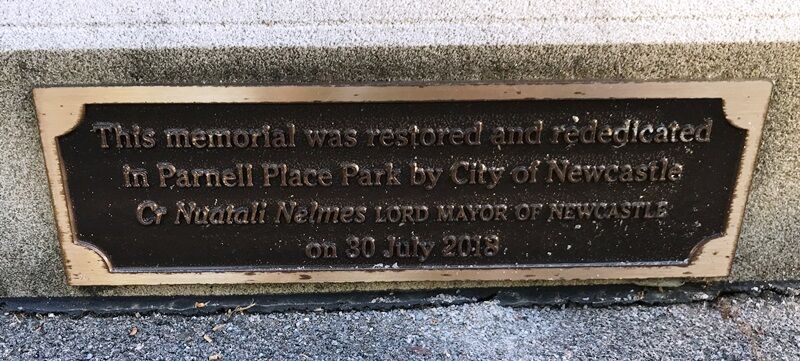 This memorial was restored and rededicated
in Parnell Place Park by City of Newcastle
Cr Nuatali Nelmes LORD MAYOR OF NEWCASTLE
on 30 July 2018